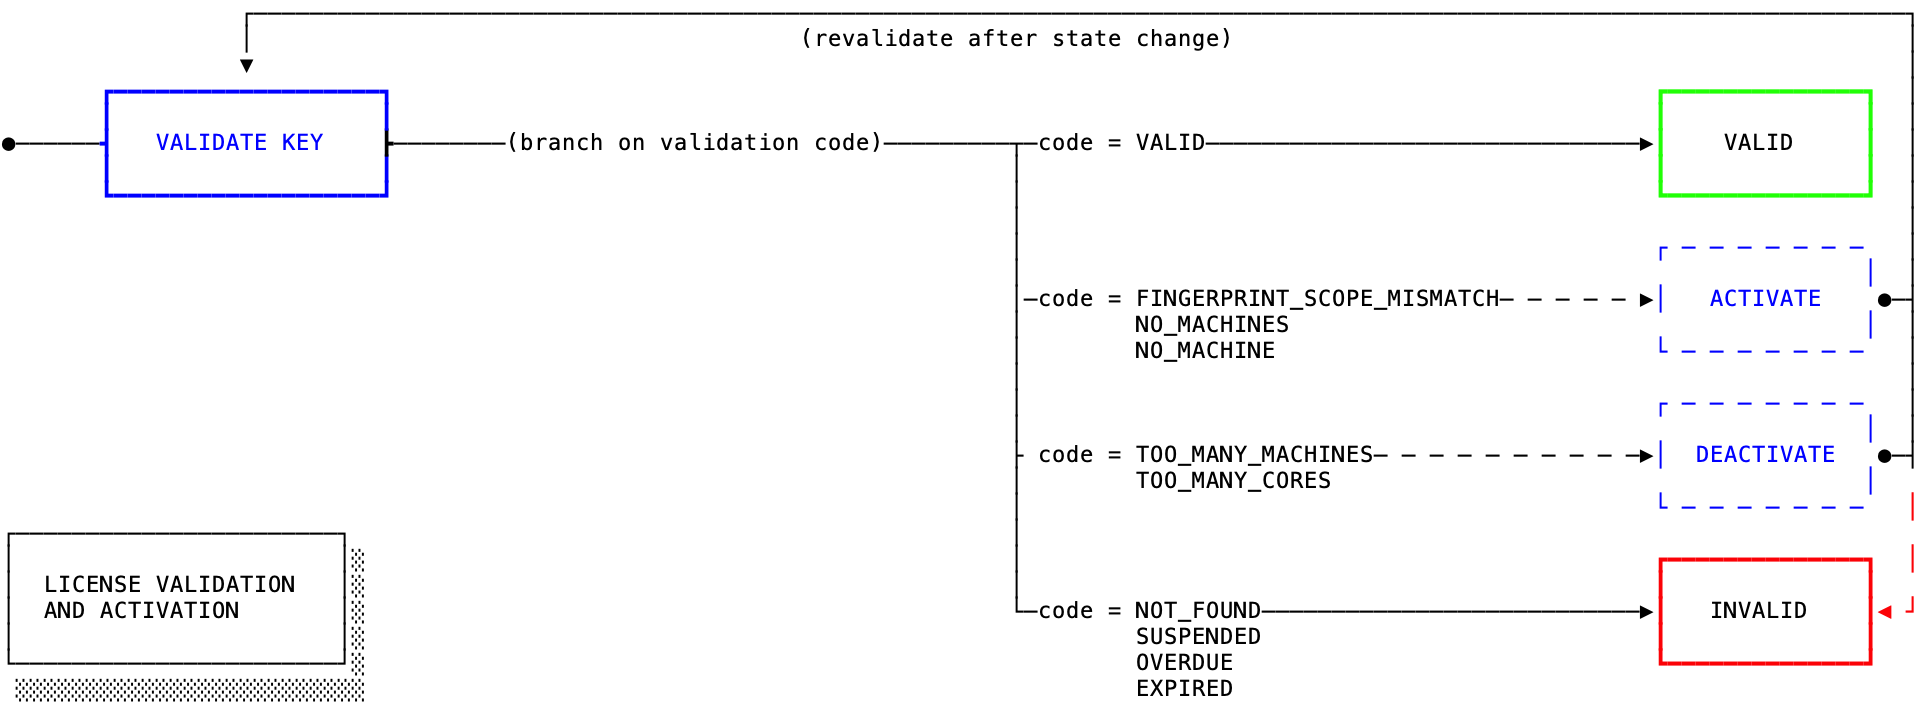 (revalidate after state change)
VALIDATE KEY
(branch on validation code)
code = VALID
VALID
code = FINGERPRINT_SCOPE_MISMATCH
NO_MACHINES
NO_MACHINE
ACTIVATE
code = TOO_MANY_MACHINES
TOO_MANY_CORES
DEACTIVATE
LICENSE VALIDATION
AND ACTIVATION
code = NOT_FOUND
SUSPENDED
OVERDUE
EXPIRED
INVALID